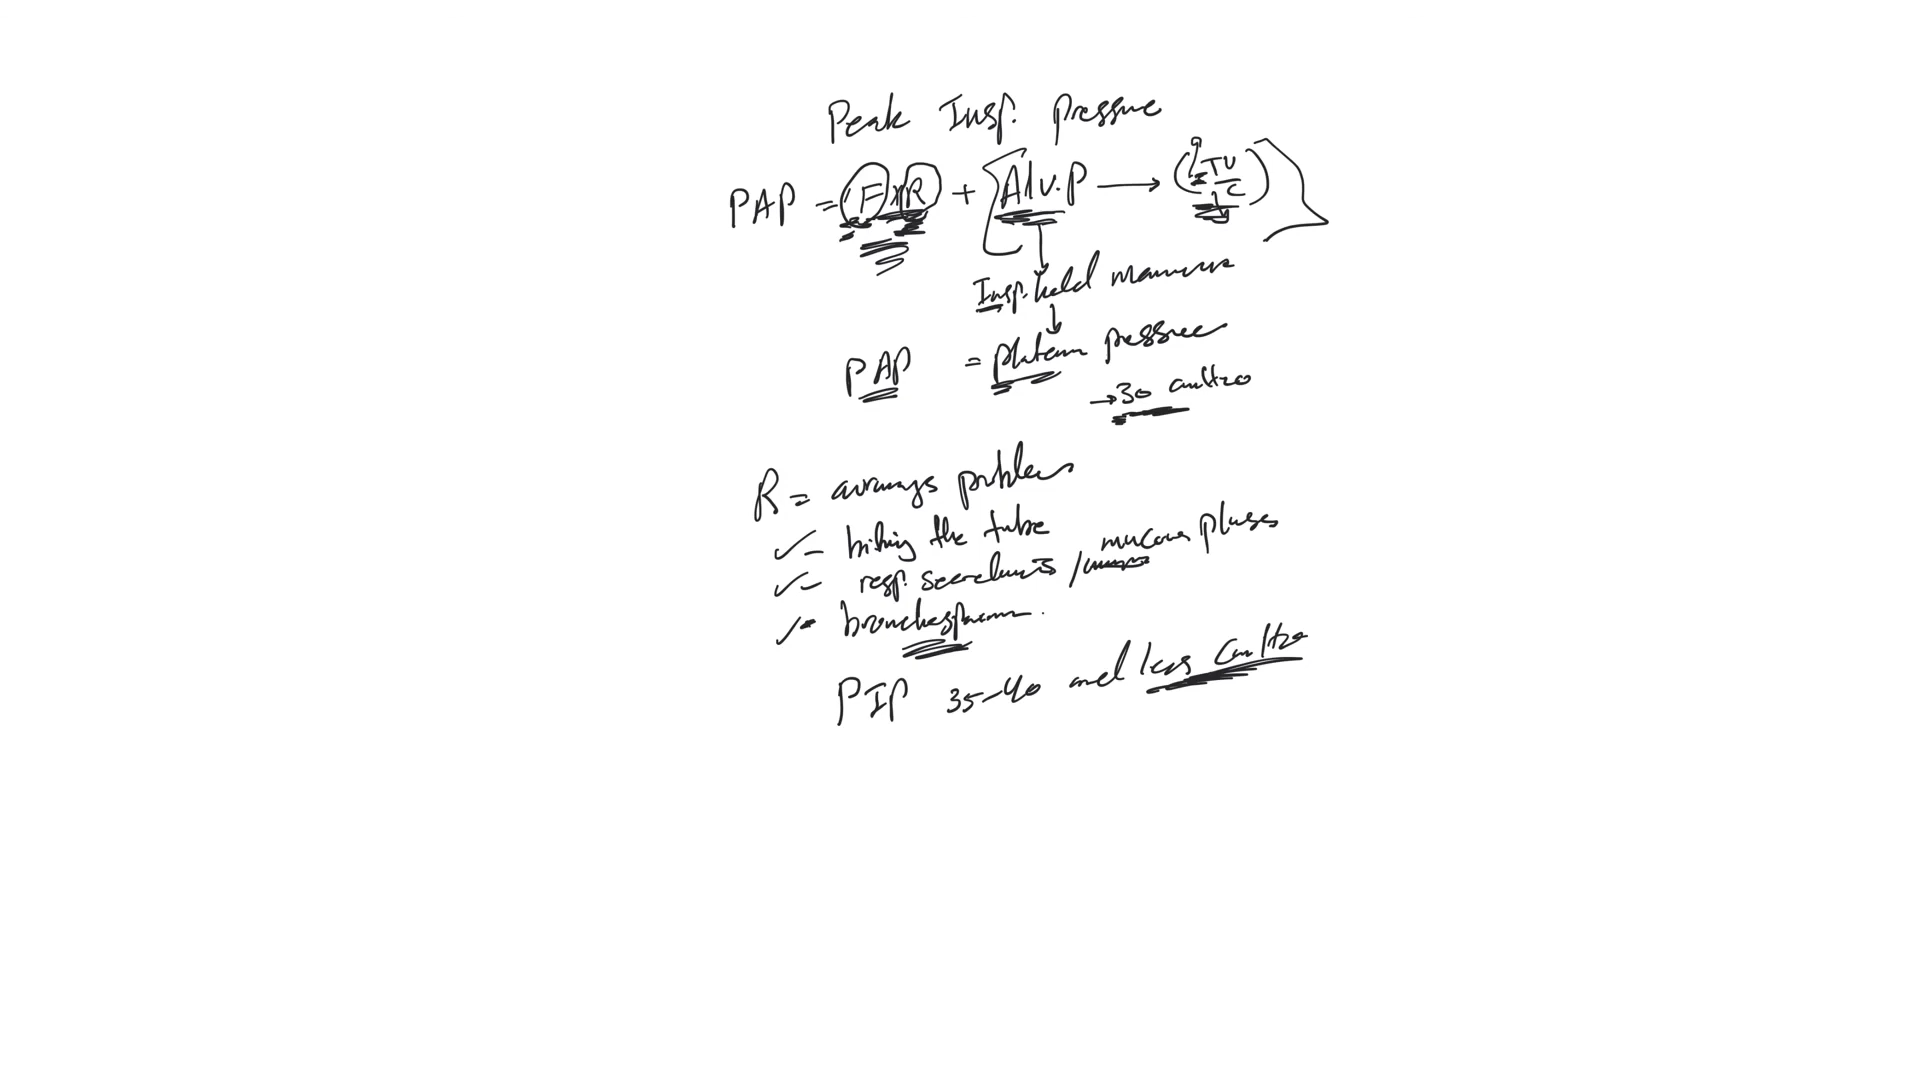 Peak Insp. pressure
PAP = F x R + Alv.P → (TV/C)
Insp. hold maneuver
PAP = plateau pressure
→ 30 cmH2O
R = airways problem
- biting the tube
- resp. secretions / mucous pluges
- bronchospasm.
PIP 35-40 and less cmH2O